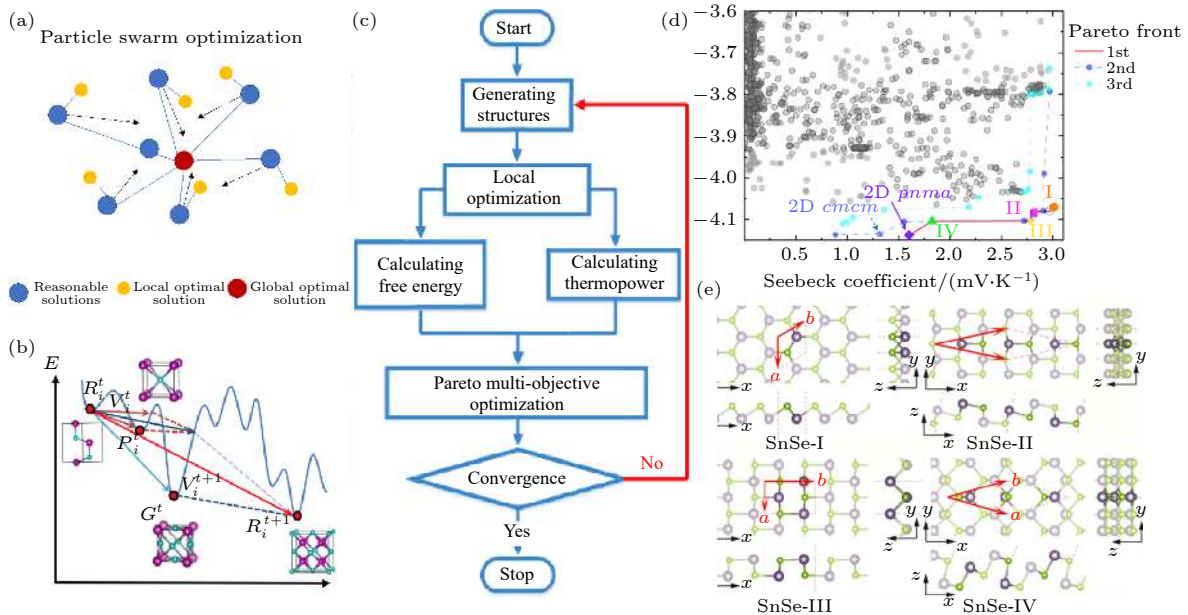 (a)
Particle swarm optimization
Reasonable solutions
Local optimal solution
Global optimal solution
(b)
E
R_i^t
V_i^t
P_i^t
V_i^{t+1}
G^t
R_i^{t+1}
(c)
Start
Generating
structures
Local
optimization
Calculating
free energy
Calculating
thermopower
Pareto multi-objective
optimization
Convergence
No
Yes
Stop
(d)
−3.6
−3.7
−3.8
−3.9
−4.0
−4.1
0.5
1.0
1.5
2.0
2.5
3.0
Seebeck coefficient/(mV·K⁻¹)
Pareto front
1st
2nd
3rd
2D pnma
2D cmcm
I
II
III
IV
(e)
b
a
x
y
z
y
x
y
z
x
SnSe-I
z
x
SnSe-II
b
a
x
y
z
y
x
b
a
y
z
x
SnSe-III
z
x
SnSe-IV